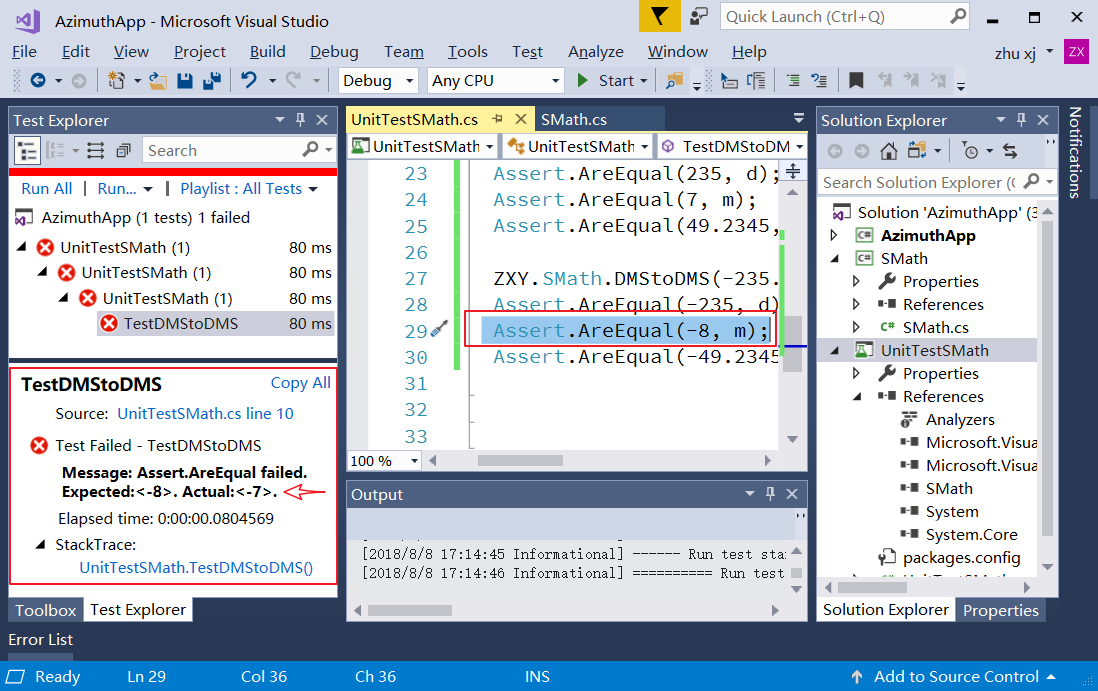 AzimuthApp - Microsoft Visual Studio
Quick Launch (Ctrl+Q)
File Edit View Project Build Debug Team Tools Test Analyze Window Help
zhu xj
ZX
Debug Any CPU Start
Test Explorer
Search
Run All | Run... | Playlist : All Tests
AzimuthApp (1 tests) 1 failed
UnitTestSMath (1) 80 ms
UnitTestSMath (1) 80 ms
UnitTestSMath (1) 80 ms
TestDMStoDMS 80 ms
TestDMStoDMS Copy All
Source: UnitTestSMath.cs line 10
Test Failed - TestDMStoDMS
Message: Assert.AreEqual failed.
Expected:<-8>. Actual:<-7>.
Elapsed time: 0:00:00.0804569
StackTrace:
UnitTestSMath.TestDMStoDMS()
Toolbox Test Explorer
UnitTestSMath.cs SMath.cs
UnitTestSMath UnitTestSMath TestDMStoDM
23 Assert.AreEqual(235, d);
24 Assert.AreEqual(7, m);
25 Assert.AreEqual(49.2345,
26
27 ZXY.SMath.DMStoDMS(-235.
28 Assert.AreEqual(-235, d)
29 Assert.AreEqual(-8, m);
30 Assert.AreEqual(-49.2345
31
32
33
100 %
Output
[2018/8/8 17:14:45 Informational] ------ Run test sta
[2018/8/8 17:14:46 Informational] ========== Run test
Solution Explorer
Search Solution Explorer (
Solution 'AzimuthApp' (3
C# AzimuthApp
C# SMath
Properties
References
C# SMath.cs
UnitTestSMath
Properties
References
Analyzers
Microsoft.Visua
Microsoft.Visua
SMath
System
System.Core
packages.config
Solution Explorer Properties
Notifications
Error List
Ready Ln 29 Col 36 Ch 36 INS Add to Source Control